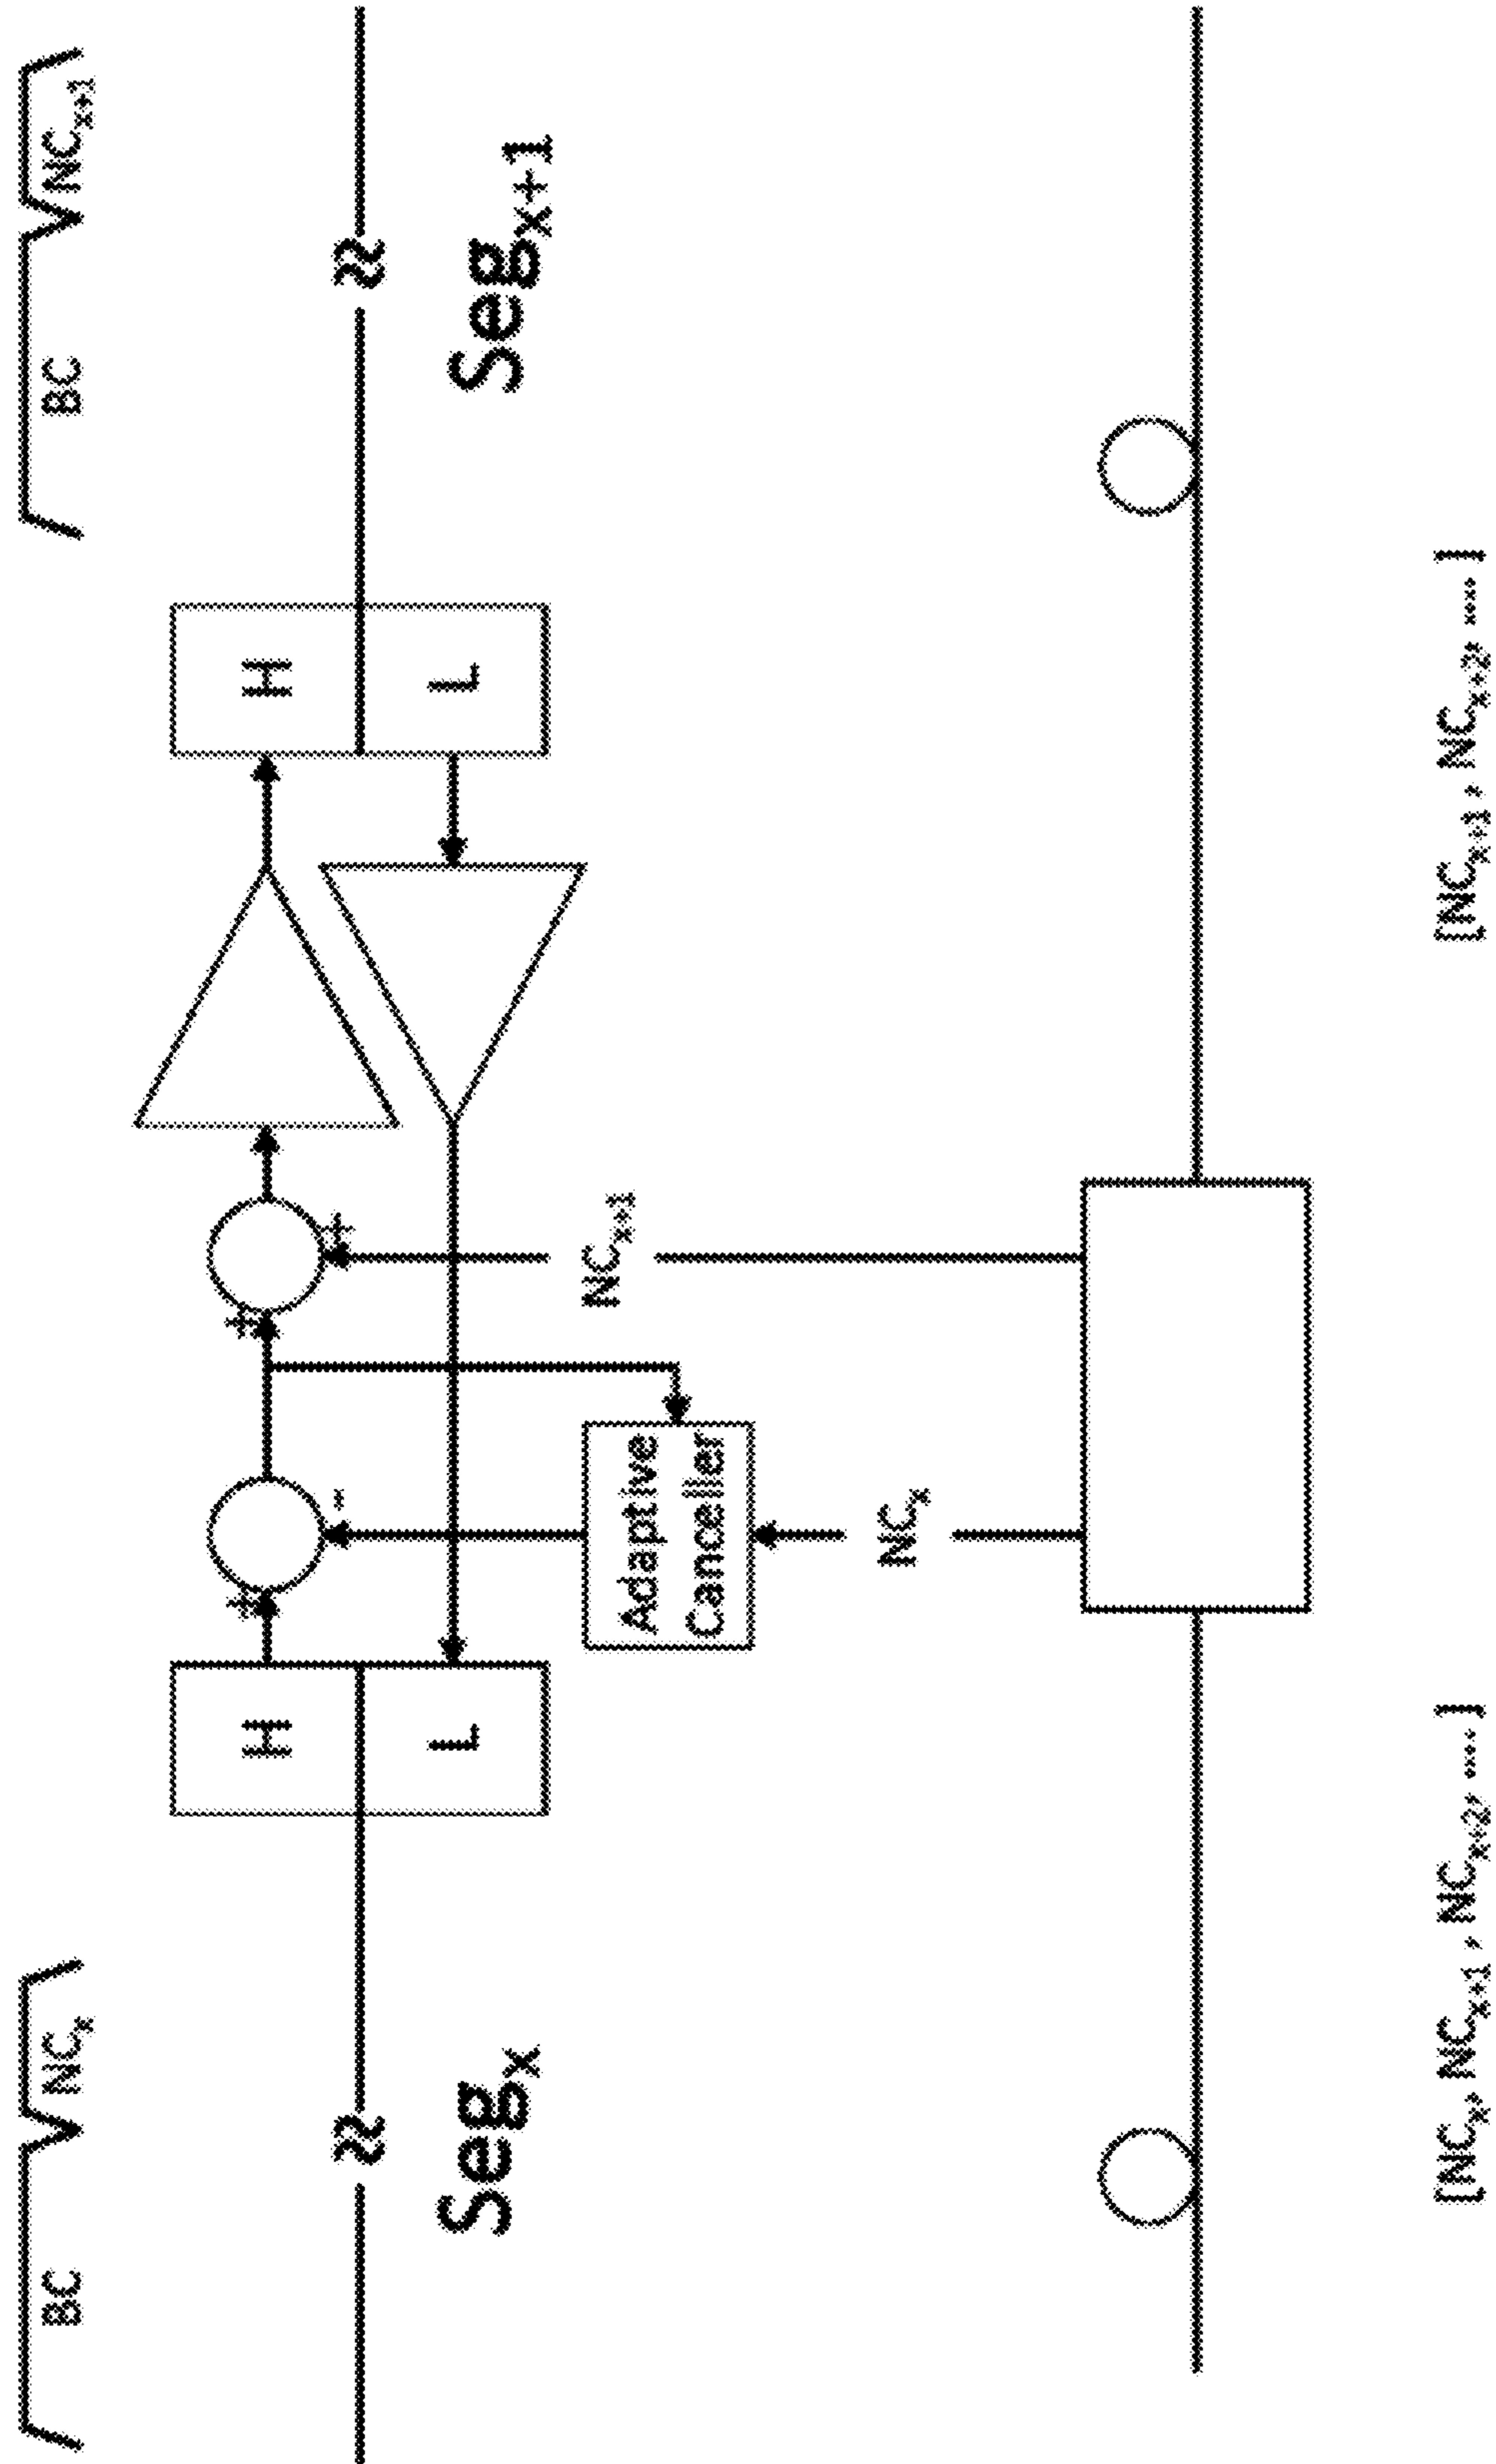 BC NCₓ
BC NCₓ₊₁
H
+
-
+
+
H
L
L
Segₓ
Segₓ₊₁
Adaptive
Canceller
NCₓ₊₁
NCₓ
[NCₓ, NCₓ₊₁ , NCₓ₊₂, .... ]
[NCₓ₊₁ , NCₓ₊₂, .... ]